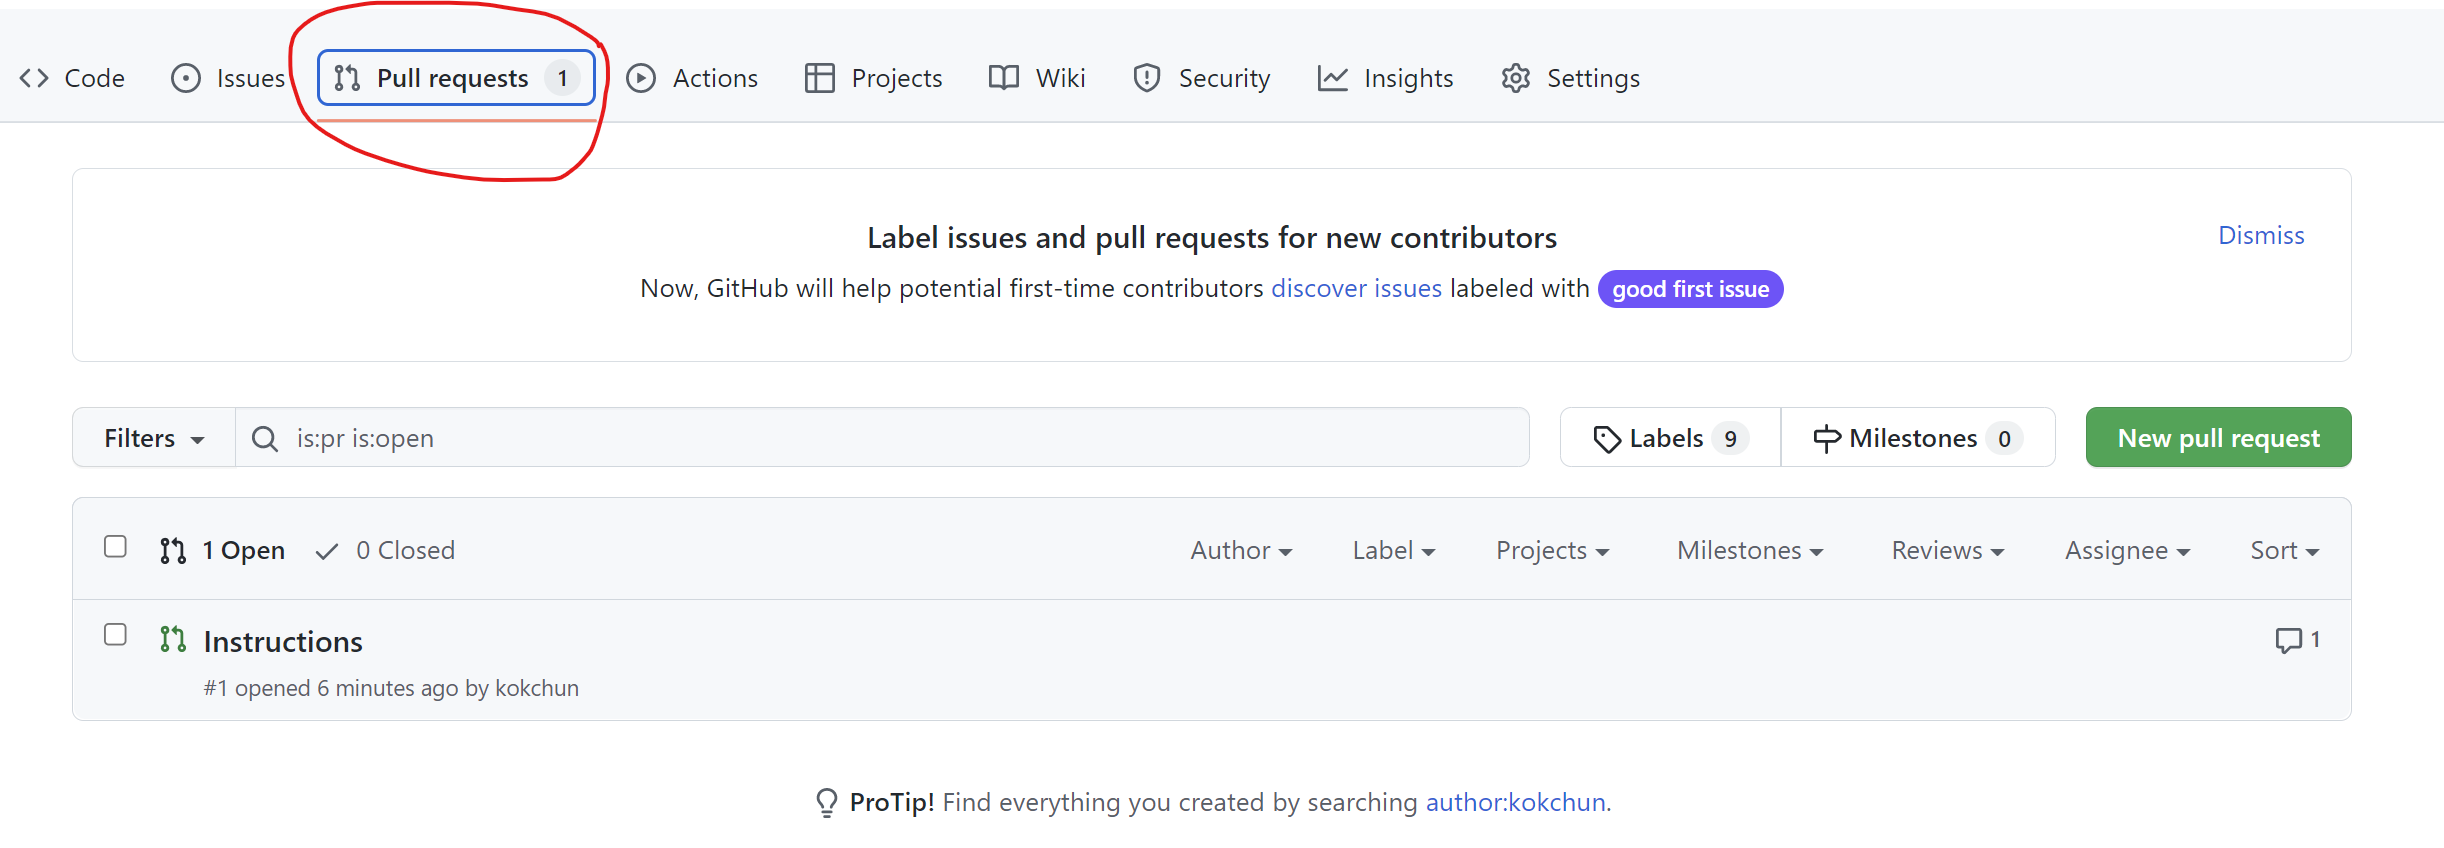 Code Issues Pull requests 1 Actions Projects Wiki Security Insights Settings
Label issues and pull requests for new contributors
Dismiss
Now, GitHub will help potential first-time contributors discover issues labeled with good first issue
Filters is:pr is:open Labels 9 Milestones 0 New pull request
1 Open 0 Closed Author Label Projects Milestones Reviews Assignee Sort
Instructions 1
#1 opened 6 minutes ago by kokchun
ProTip! Find everything you created by searching author:kokchun.